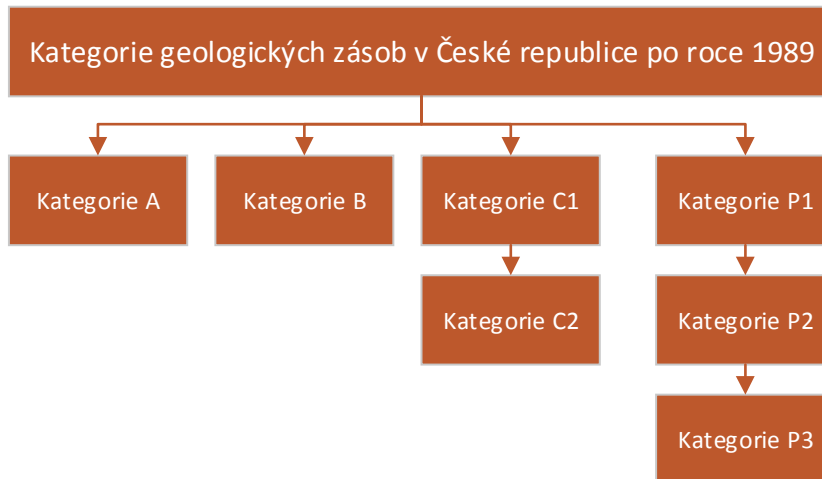 Kategorie geologických zásob v České republice po roce 1989
Kategorie A
Kategorie B
Kategorie C1
Kategorie P1
Kategorie C2
Kategorie P2
Kategorie P3